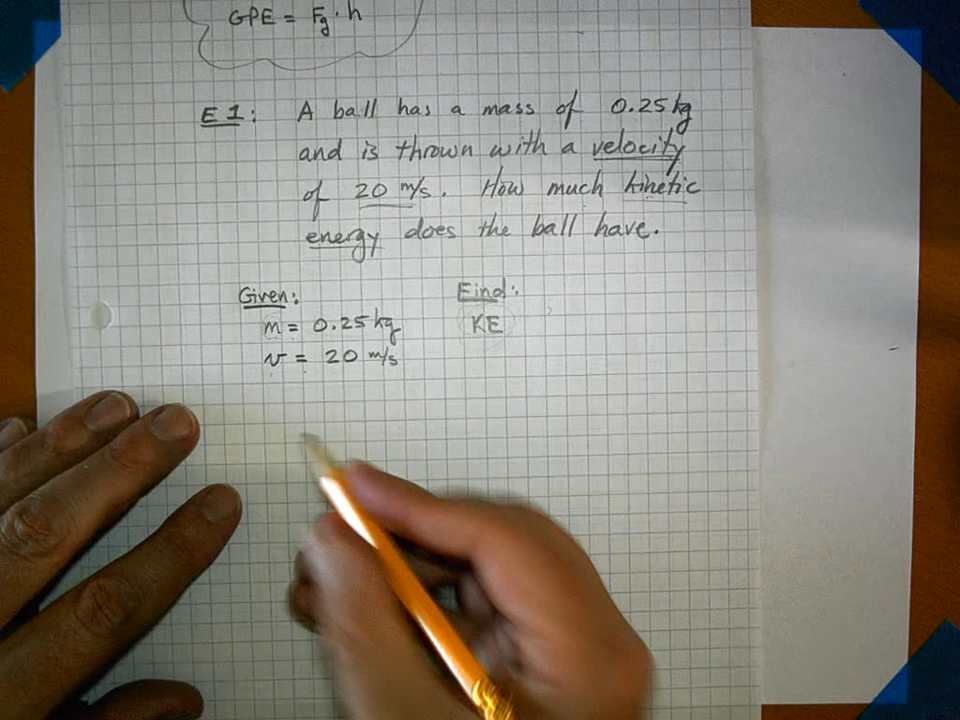 GPE = Fg · h
E1: A ball has a mass of 0.25 kg
and is thrown with a velocity
of 20 m/s. How much kinetic
energy does the ball have.
Given: Find:
m = 0.25 kg KE
v = 20 m/s